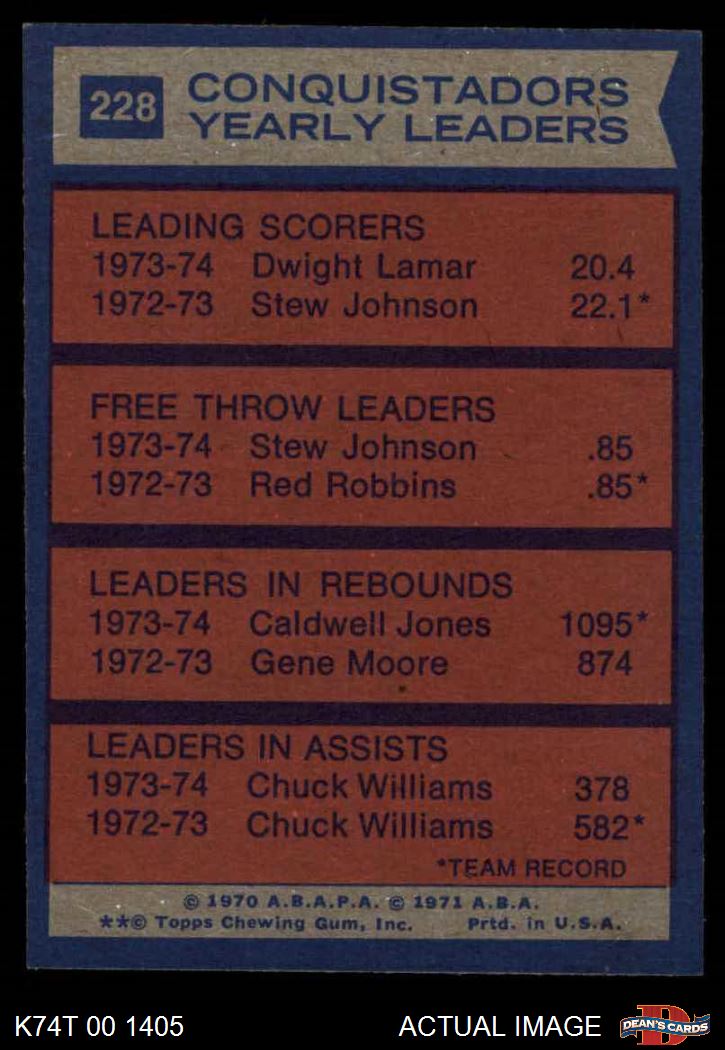 228 CONQUISTADORS
YEARLY LEADERS
LEADING SCORERS
1973-74 Dwight Lamar 20.4
1972-73 Stew Johnson 22.1*
FREE THROW LEADERS
1973-74 Stew Johnson .85
1972-73 Red Robbins .85*
LEADERS IN REBOUNDS
1973-74 Caldwell Jones 1095*
1972-73 Gene Moore 874
LEADERS IN ASSISTS
1973-74 Chuck Williams 378
1972-73 Chuck Williams 582*
*TEAM RECORD
© 1970 A.B.A.P.A. © 1971 A.B.A.
**© Topps Chewing Gum, Inc. Prtd. in U.S.A.
K74T 00 1405 ACTUAL IMAGE D DEAN'S CARDS